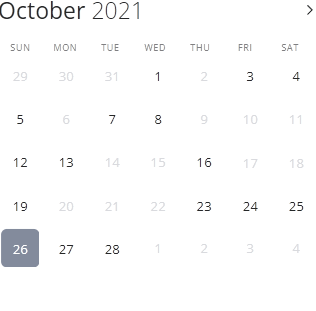 October 2021
SUN MON TUE WED THU FRI SAT
29 30 31 1 2 3 4
5 6 7 8 9 10 11
12 13 14 15 16 17 18
19 20 21 22 23 24 25
26 27 28 1 2 3 4